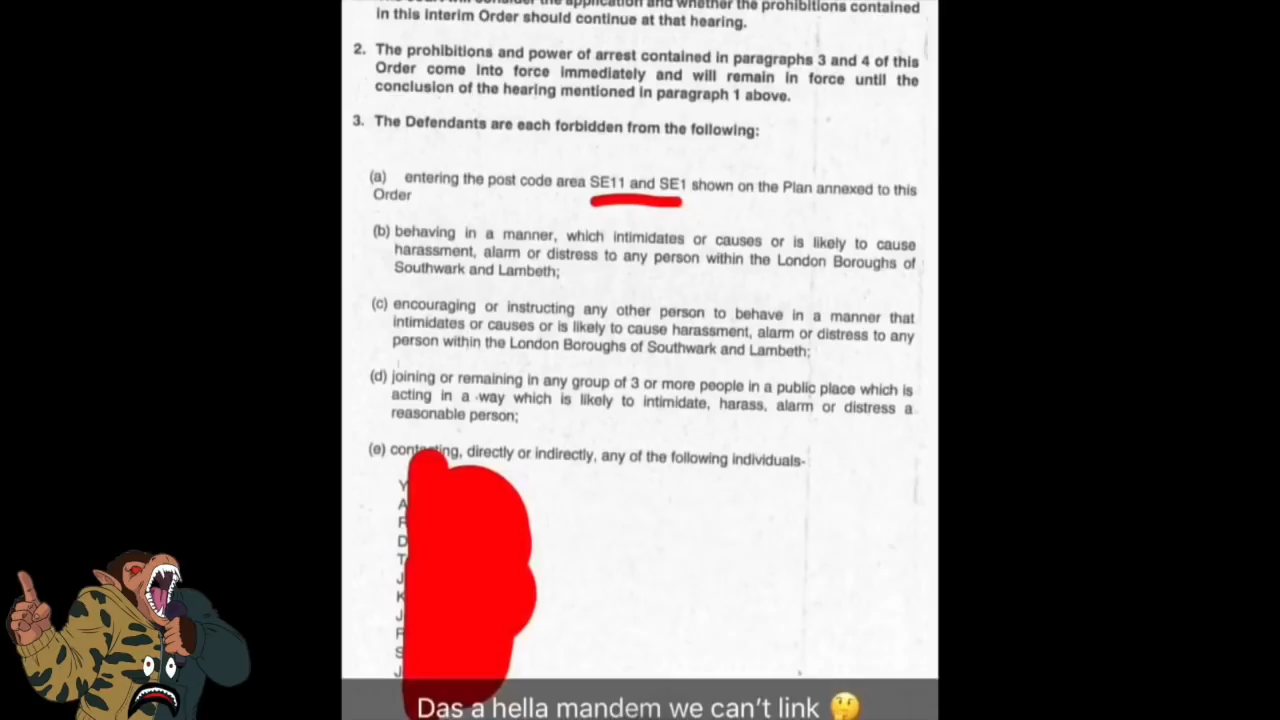 in this Interim Order should continue at that hearing.
2. The prohibitions and power of arrest contained in paragraphs 3 and 4 of this
Order come into force immediately and will remain in force until the
conclusion of the hearing mentioned in paragraph 1 above.
3. The Defendants are each forbidden from the following:
(a) entering the post code area SE11 and SE1 shown on the Plan annexed to this
Order
(b) behaving in a manner, which intimidates or causes or is likely to cause
harassment, alarm or distress to any person within the London Boroughs of
Southwark and Lambeth;
(c) encouraging or instructing any other person to behave in a manner that
intimidates or causes or is likely to cause harassment, alarm or distress to any
person within the London Boroughs of Southwark and Lambeth;
(d) joining or remaining in any group of 3 or more people in a public place which is
acting in a way which is likely to intimidate, harass, alarm or distress a
reasonable person;
(e) contacting, directly or indirectly, any of the following individuals-
Y
A
D
T
J
K
J
S
J
Das a hella mandem we can't link 🤔